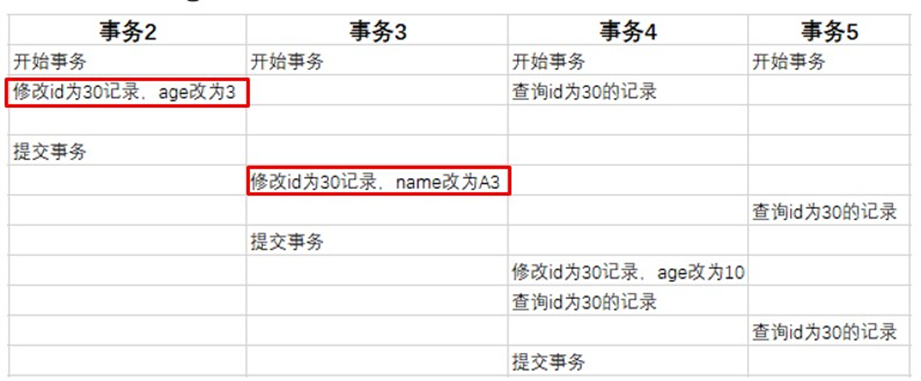 事务2 事务3 事务4 事务5
开始事务 开始事务 开始事务 开始事务
修改id为30记录，age改为3 查询id为30的记录
提交事务
修改id为30记录，name改为A3
查询id为30的记录
提交事务
修改id为30记录，age改为10
查询id为30的记录
查询id为30的记录
提交事务